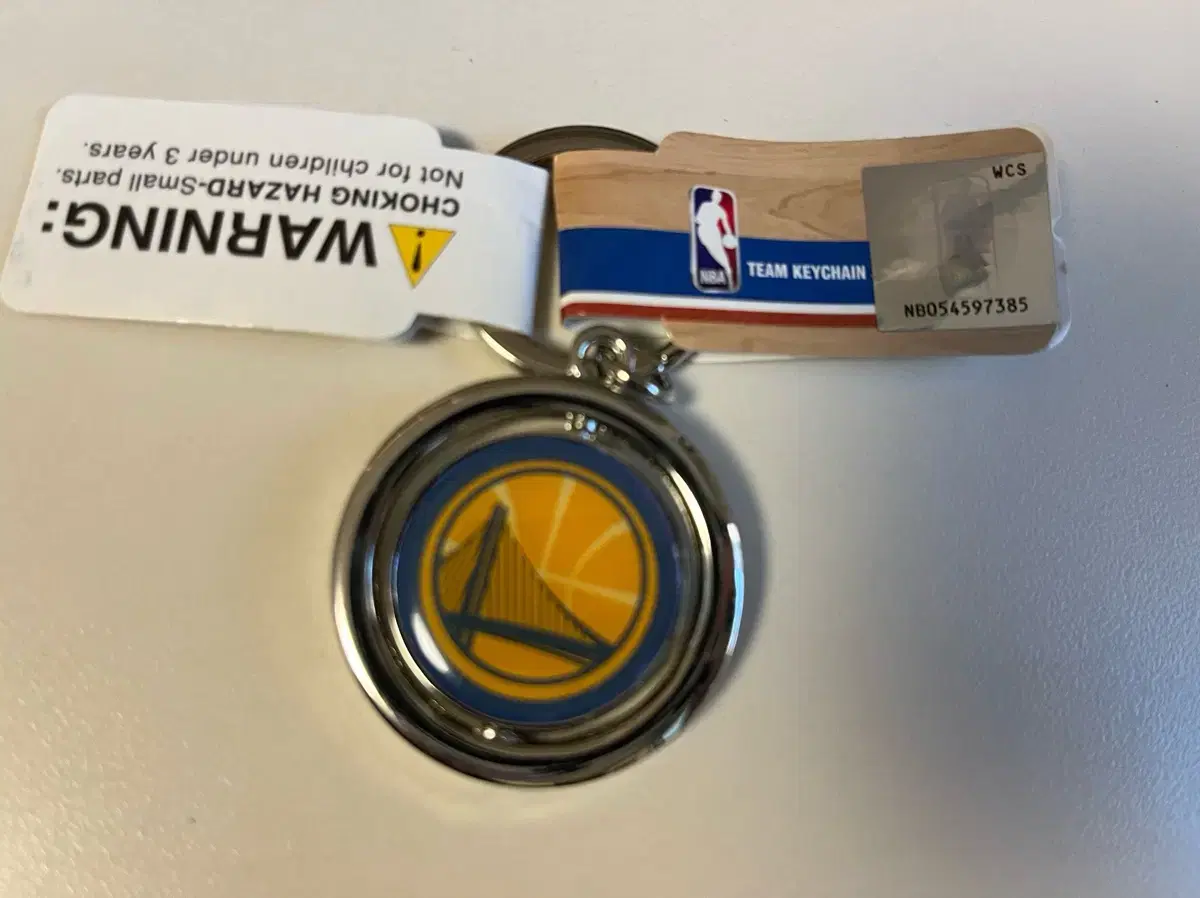 WARNING:
CHOKING HAZARD-Small parts.
Not for children under 3 years.
NBA
TEAM KEYCHAIN
WCS
NB054597385